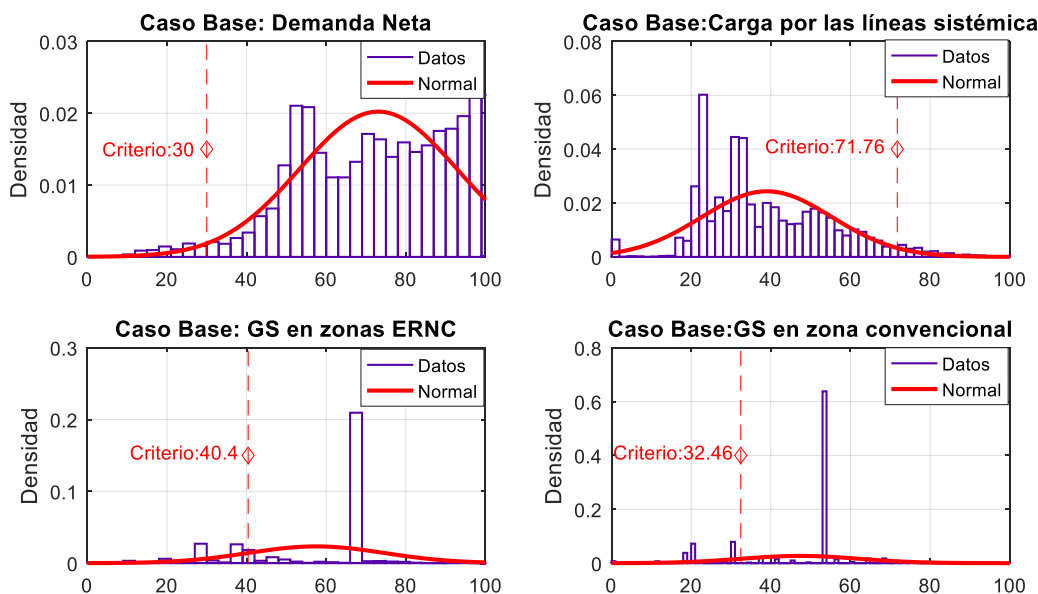 Caso Base: Demanda Neta
Densidad
0.03
0.02
0.01
0
Datos
Normal
Criterio:30
0 20 40 60 80 100
Caso Base:Carga por las líneas sistémica
Densidad
0.08
0.06
0.04
0.02
0
Datos
Normal
Criterio:71.76
0 20 40 60 80 100
Caso Base: GS en zonas ERNC
Densidad
0.3
0.2
0.1
0
Datos
Normal
Criterio:40.4
0 20 40 60 80 100
Caso Base:GS en zona convencional
Densidad
0.8
0.6
0.4
0.2
0
Datos
Normal
Criterio:32.46
0 20 40 60 80 100